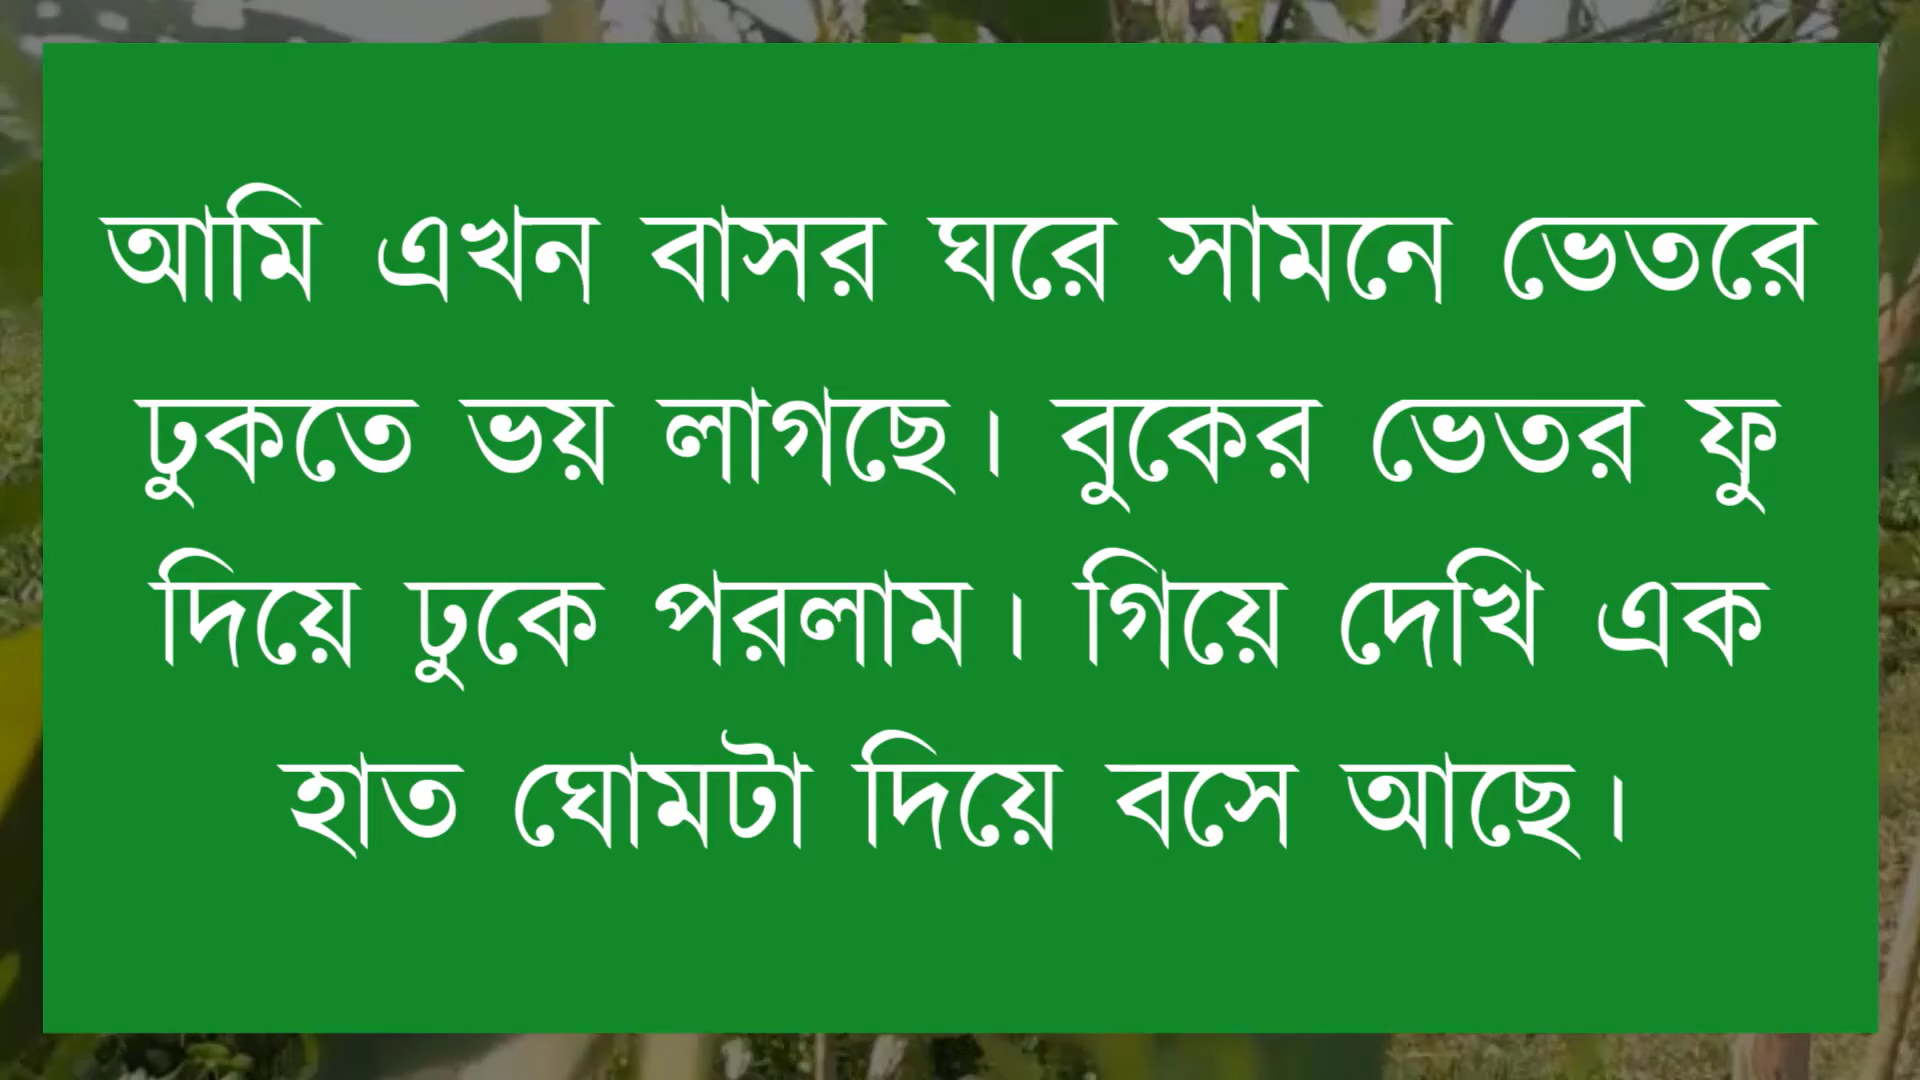 আমি এখন বাসর ঘরে সামনে ভেতরে
ঢুকতে ভয় লাগছে। বুকের ভেতর ফু
দিয়ে ঢুকে পরলাম। গিয়ে দেখি এক
হাত ঘোমটা দিয়ে বসে আছে।